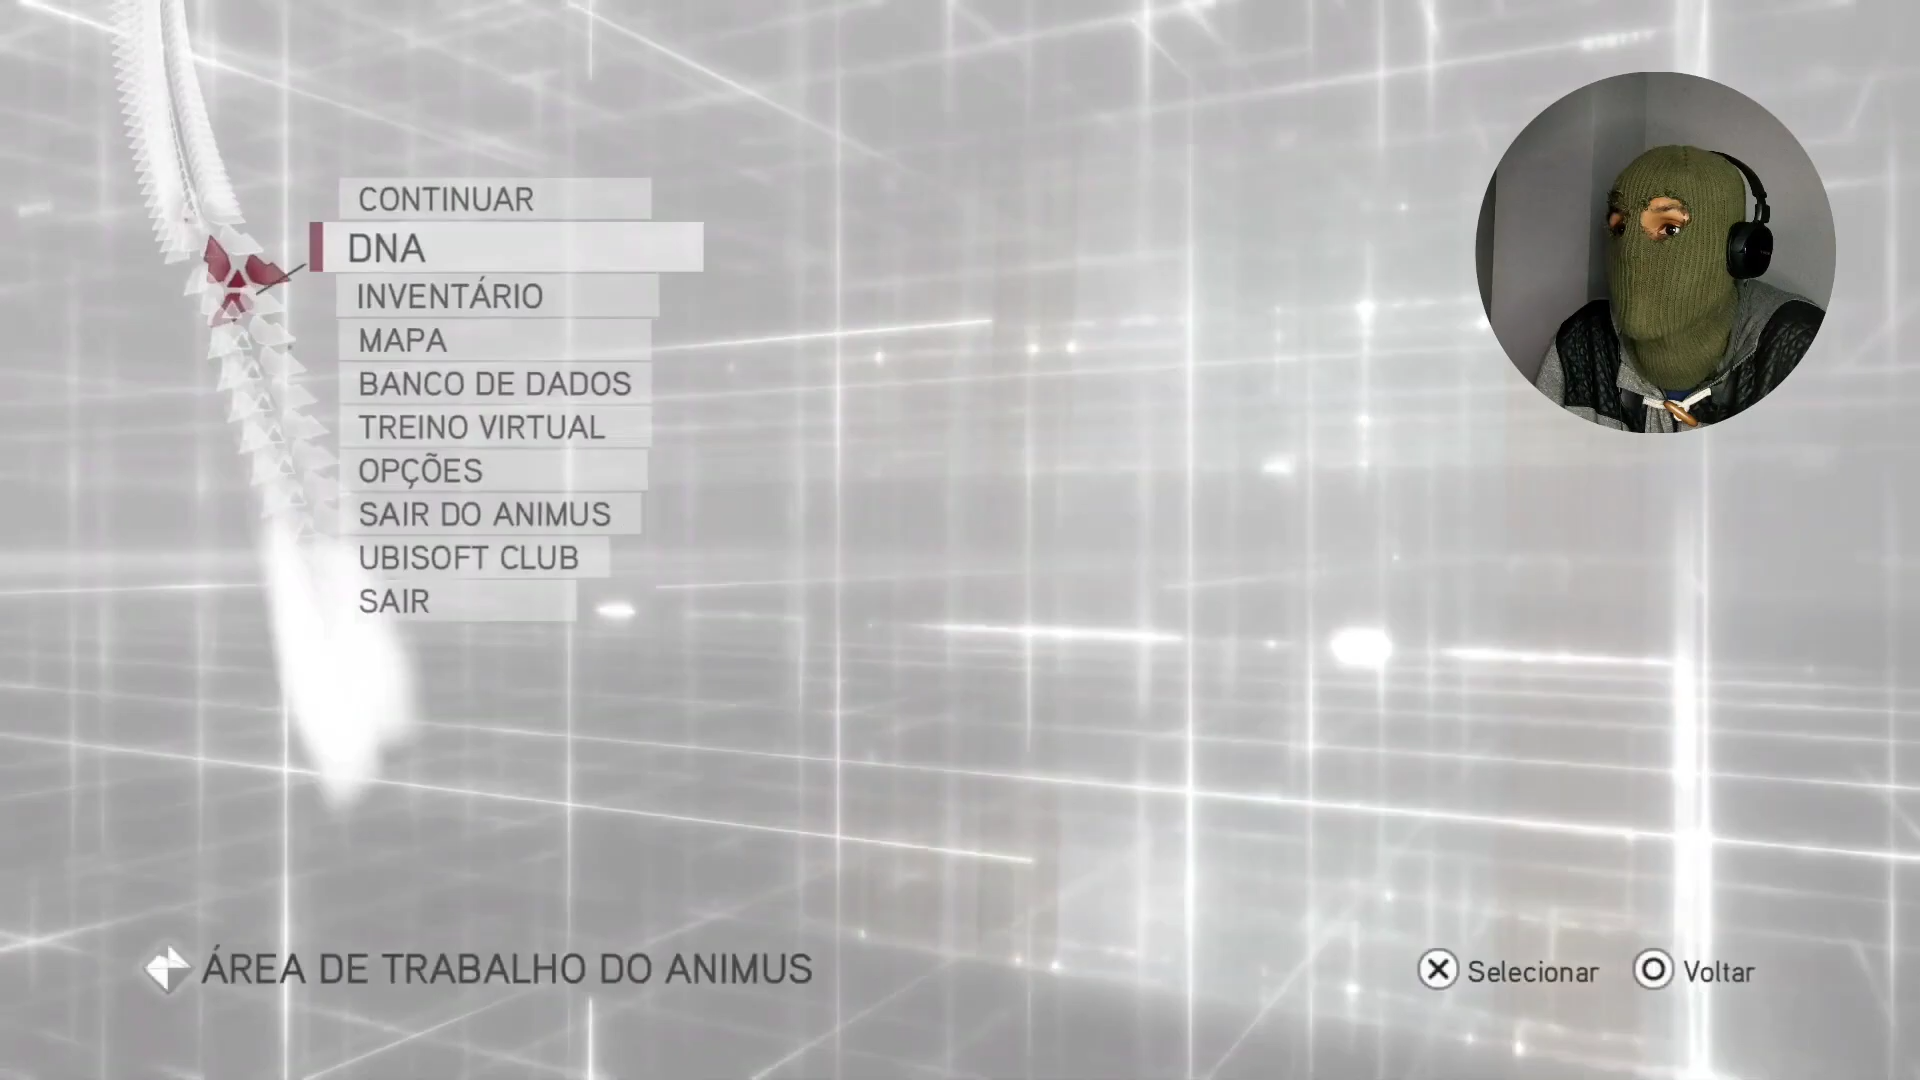 CONTINUAR
DNA
INVENTÁRIO
MAPA
BANCO DE DADOS
TREINO VIRTUAL
OPÇÕES
SAIR DO ANIMUS
UBISOFT CLUB
SAIR
ÁREA DE TRABALHO DO ANIMUS
Selecionar
Voltar